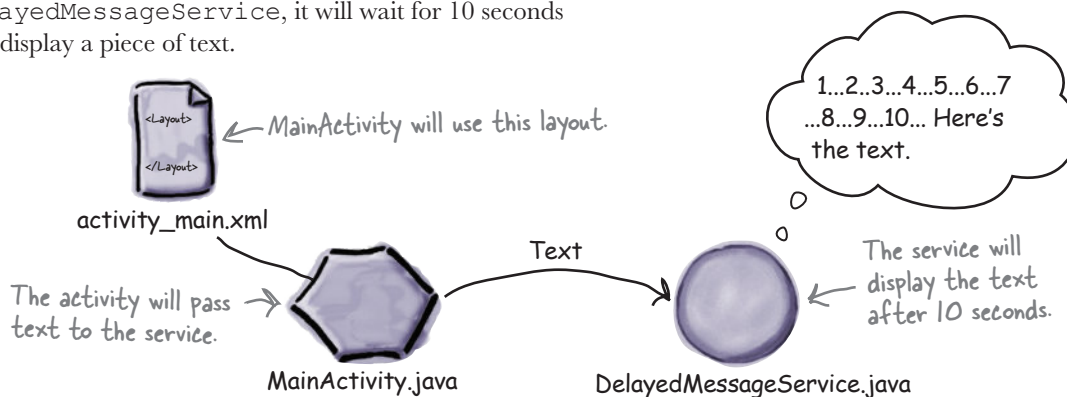 ayedMessageService, it will wait for 10 seconds
display a piece of text.
<Layout>
</Layout>
MainActivity will use this layout.
activity_main.xml
1...2..3...4...5...6...7
...8...9...10... Here's
the text.
The activity will pass
text to the service.
Text
The service will
display the text
after 10 seconds.
MainActivity.java
DelayedMessageService.java